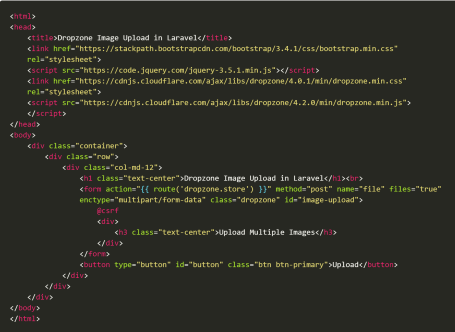 <html>
<head>
<title>Dropzone Image Upload in Laravel</title>
<link href="https://stackpath.bootstrapcdn.com/bootstrap/3.4.1/css/bootstrap.min.css"
rel="stylesheet">
<script src="https://code.jquery.com/jquery-3.5.1.min.js"></script>
<link href="https://cdnjs.cloudflare.com/ajax/libs/dropzone/4.0.1/min/dropzone.min.css"
rel="stylesheet">
<script src="https://cdnjs.cloudflare.com/ajax/libs/dropzone/4.2.0/min/dropzone.min.js">
</script>
</head>
<body>
<div class="container">
<div class="row">
<div class="col-md-12">
<h1 class="text-center">Dropzone Image Upload in Laravel</h1><br>
<form action="{{ route('dropzone.store') }}" method="post" name="file" files="true"
enctype="multipart/form-data" class="dropzone" id="image-upload">
@csrf
<div>
<h3 class="text-center">Upload Multiple Images</h3>
</div>
</form>
<button type="button" id="button" class="btn btn-primary">Upload</button>
</div>
</div>
</div>
</body>
</html>